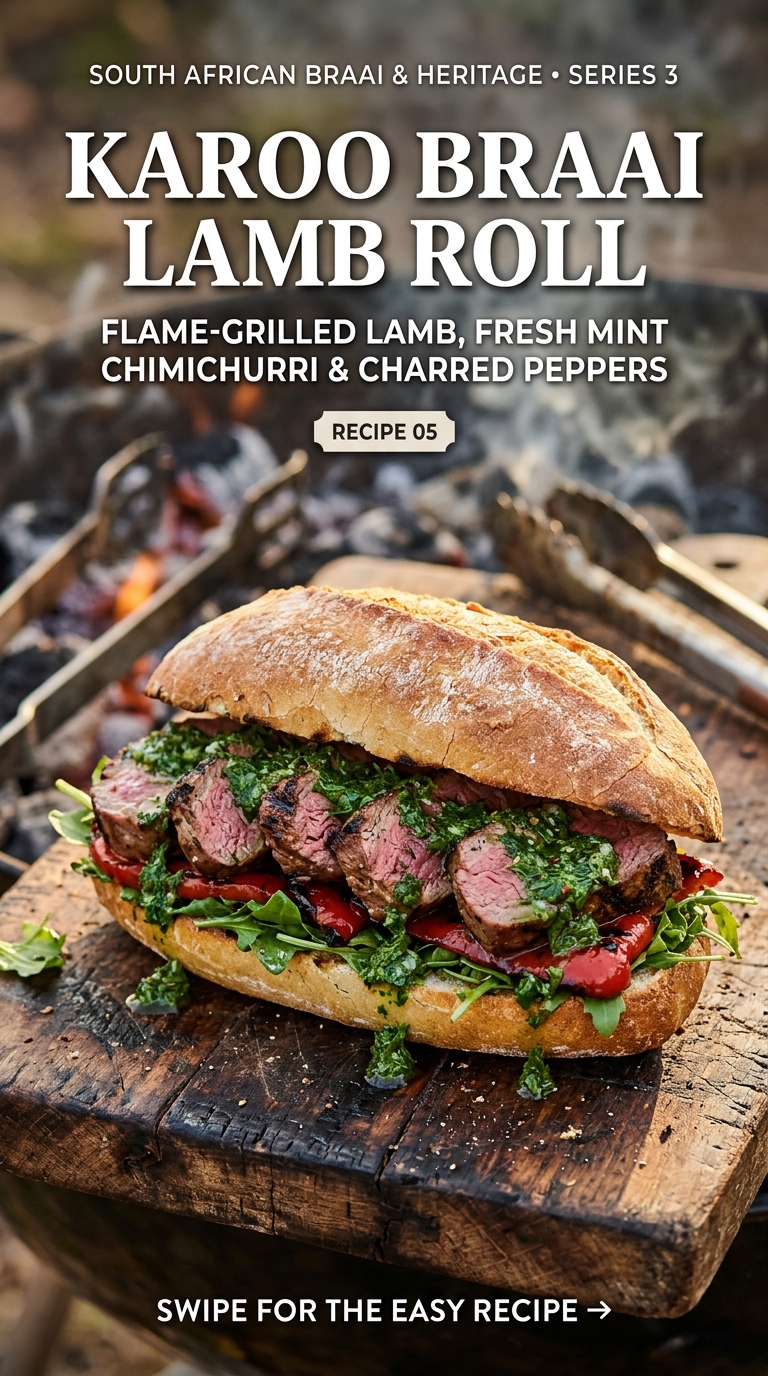 SOUTH AFRICAN BRAAI & HERITAGE • SERIES 3
KAROO BRAAI
LAMB ROLL
FLAME-GRILLED LAMB, FRESH MINT
CHIMICHURRI & CHARRED PEPPERS
RECIPE 05
SWIPE FOR THE EASY RECIPE →